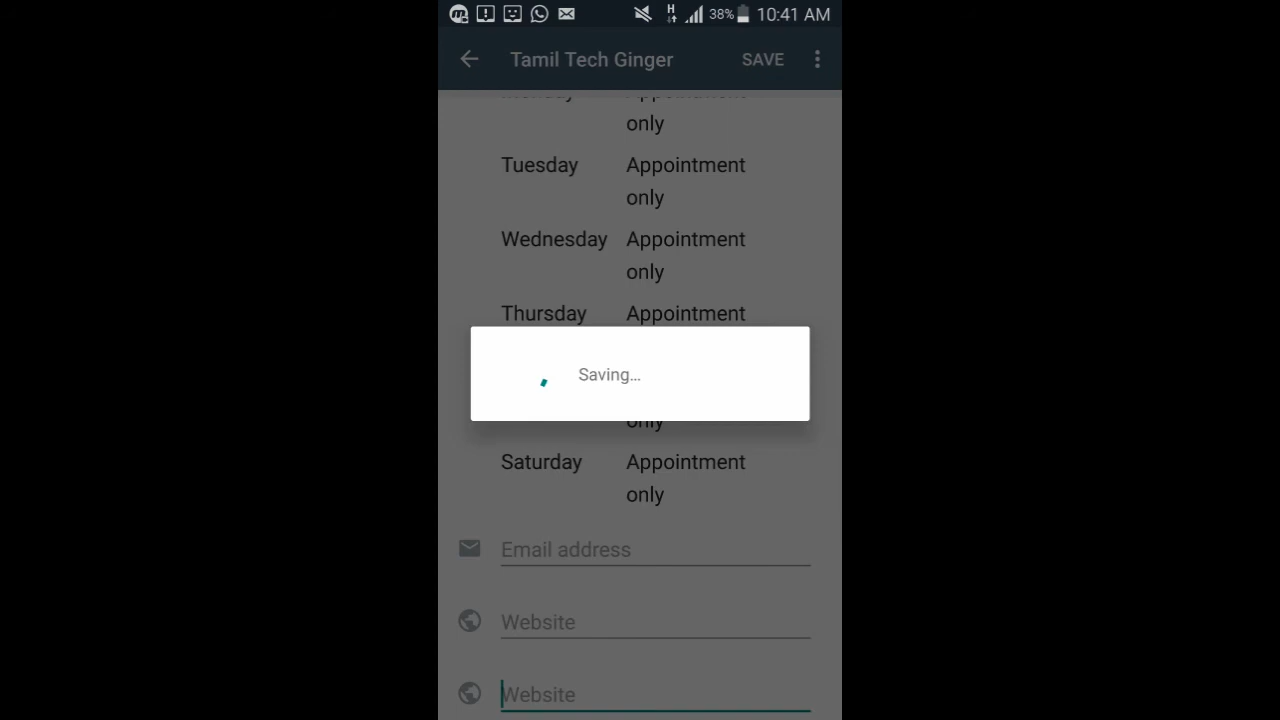 H 38% 10:41 AM
Tamil Tech Ginger SAVE
only
Tuesday Appointment
only
Wednesday Appointment
only
Thursday Appointment
Saving...
only
Saturday Appointment
only
Email address
Website
Website